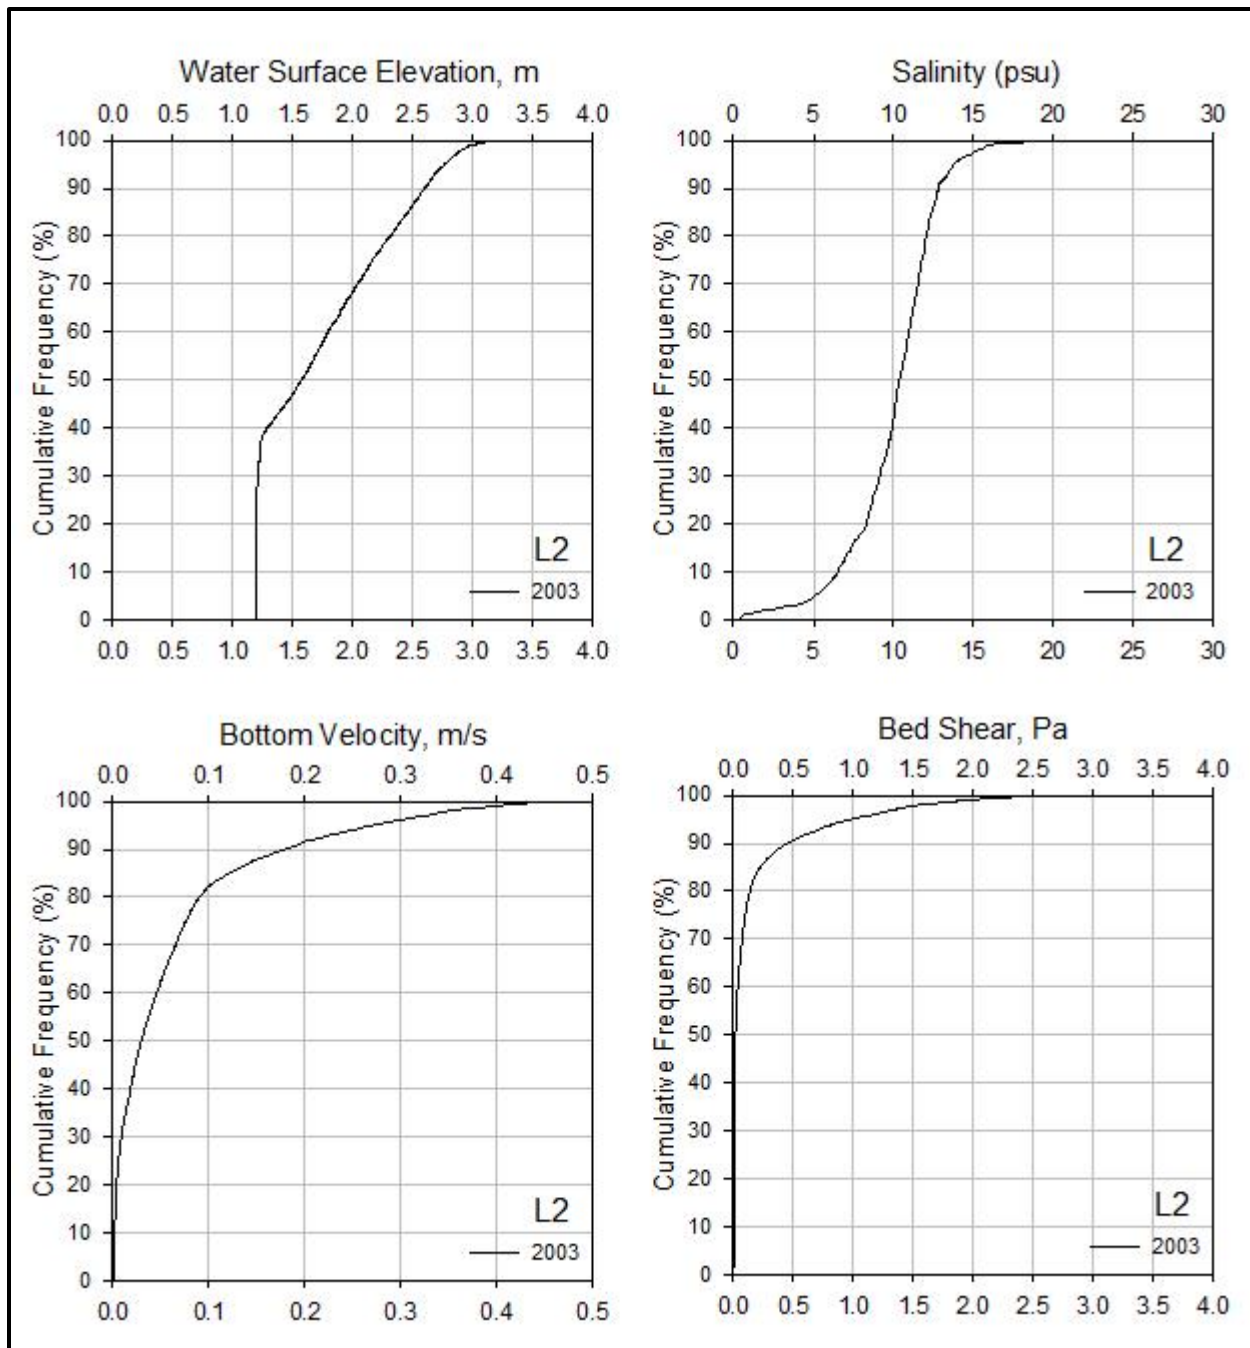 Water Surface Elevation, m
0.0 0.5 1.0 1.5 2.0 2.5 3.0 3.5 4.0
Cumulative Frequency (%)
100
90
80
70
60
50
40
30
20
10
0
L2
2003
0.0 0.5 1.0 1.5 2.0 2.5 3.0 3.5 4.0
Salinity (psu)
0 5 10 15 20 25 30
Cumulative Frequency (%)
100
90
80
70
60
50
40
30
20
10
0
L2
2003
0 5 10 15 20 25 30
Bottom Velocity, m/s
0.0 0.1 0.2 0.3 0.4 0.5
Cumulative Frequency (%)
100
90
80
70
60
50
40
30
20
10
0
L2
2003
0.0 0.1 0.2 0.3 0.4 0.5
Bed Shear, Pa
0.0 0.5 1.0 1.5 2.0 2.5 3.0 3.5 4.0
Cumulative Frequency (%)
100
90
80
70
60
50
40
30
20
10
0
L2
2003
0.0 0.5 1.0 1.5 2.0 2.5 3.0 3.5 4.0